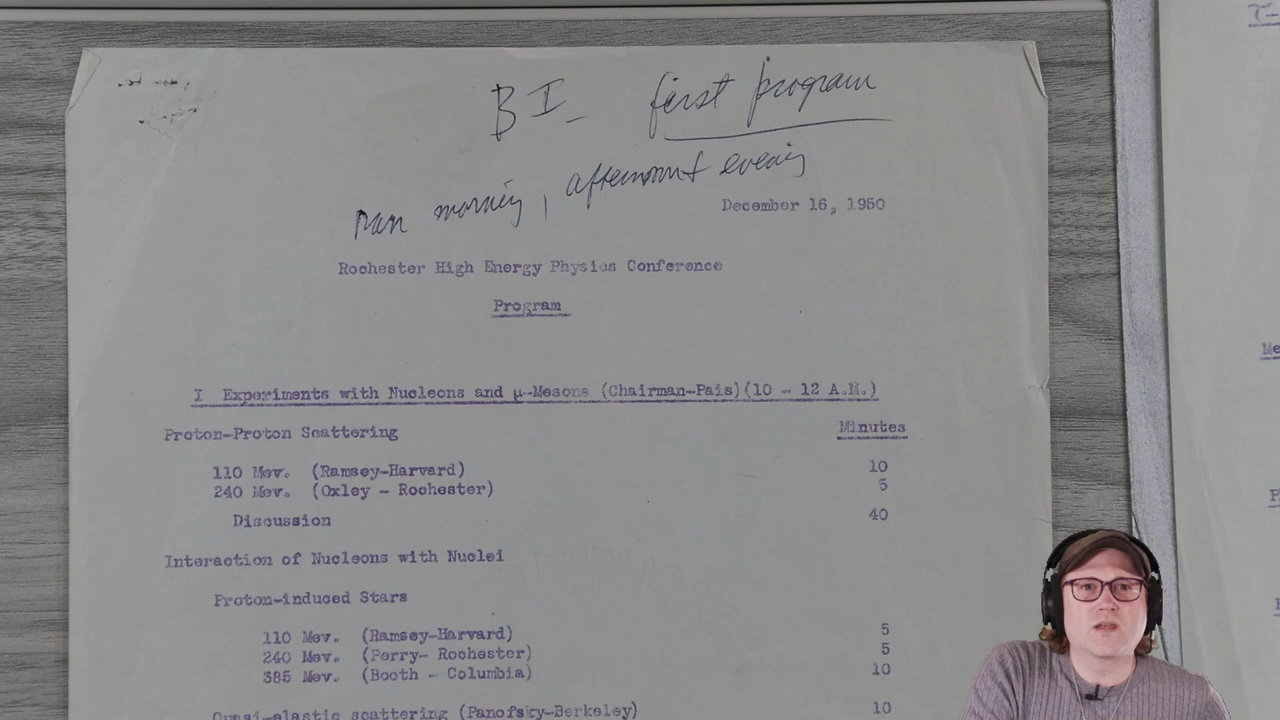 B I - first program
ran morning, afternoon & evening
December 16, 1950
Rochester High Energy Physics Conference
Program
I Experiments with Nucleons and μ-Mesons (Chairman-Pais)(10 - 12 A.M.)
Minutes
Proton-Proton Scattering
110 Mev. (Ramsey-Harvard) 10
240 Mev. (Oxley - Rochester) 5
Discussion 40
Interaction of Nucleons with Nuclei
Proton-induced Stars
110 Mev. (Ramsey-Harvard) 5
240 Mev. (Perry- Rochester) 5
385 Mev. (Booth - Columbia) 10
Quasi-elastic scattering (Panofsky-Berkeley) 10